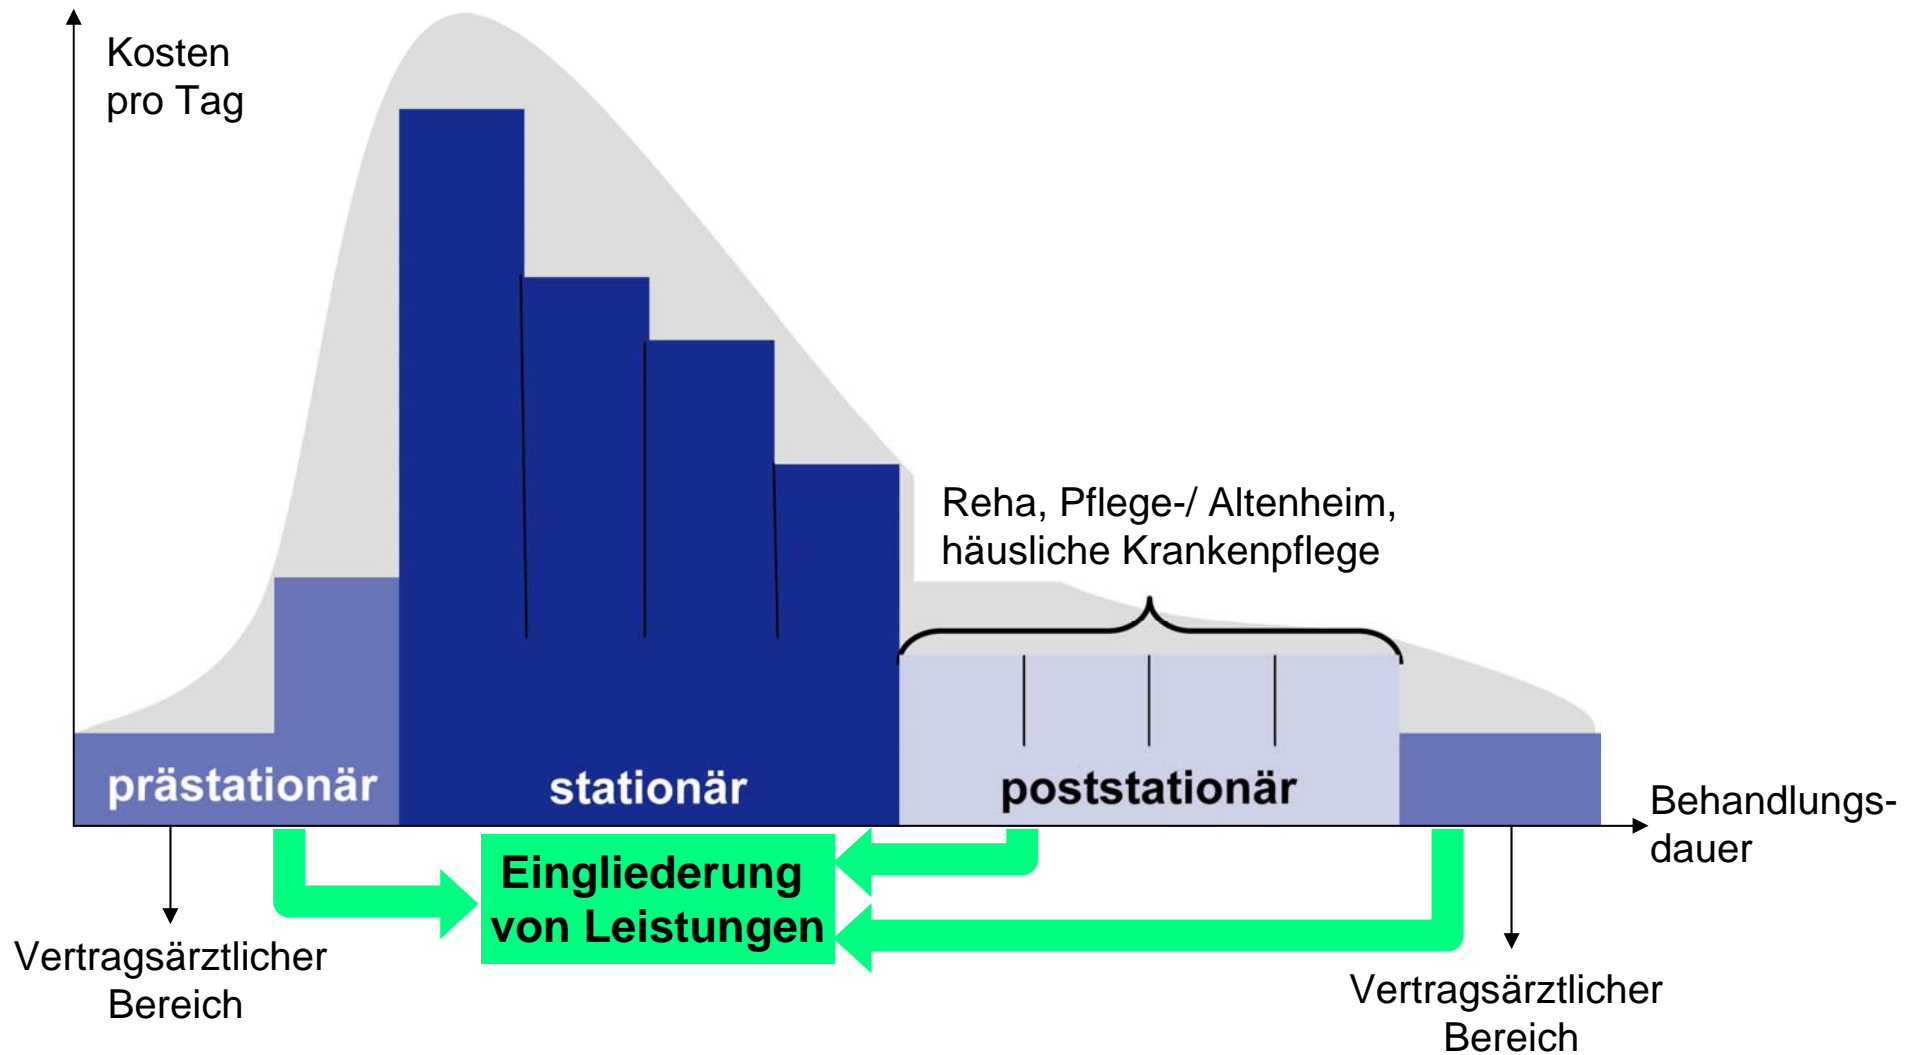 Kosten
pro Tag
Reha, Pflege-/ Altenheim,
häusliche Krankenpflege
prästationär
stationär
poststationär
Behandlungs-
dauer
Eingliederung
von Leistungen
Vertragsärztlicher
Bereich
Vertragsärztlicher
Bereich